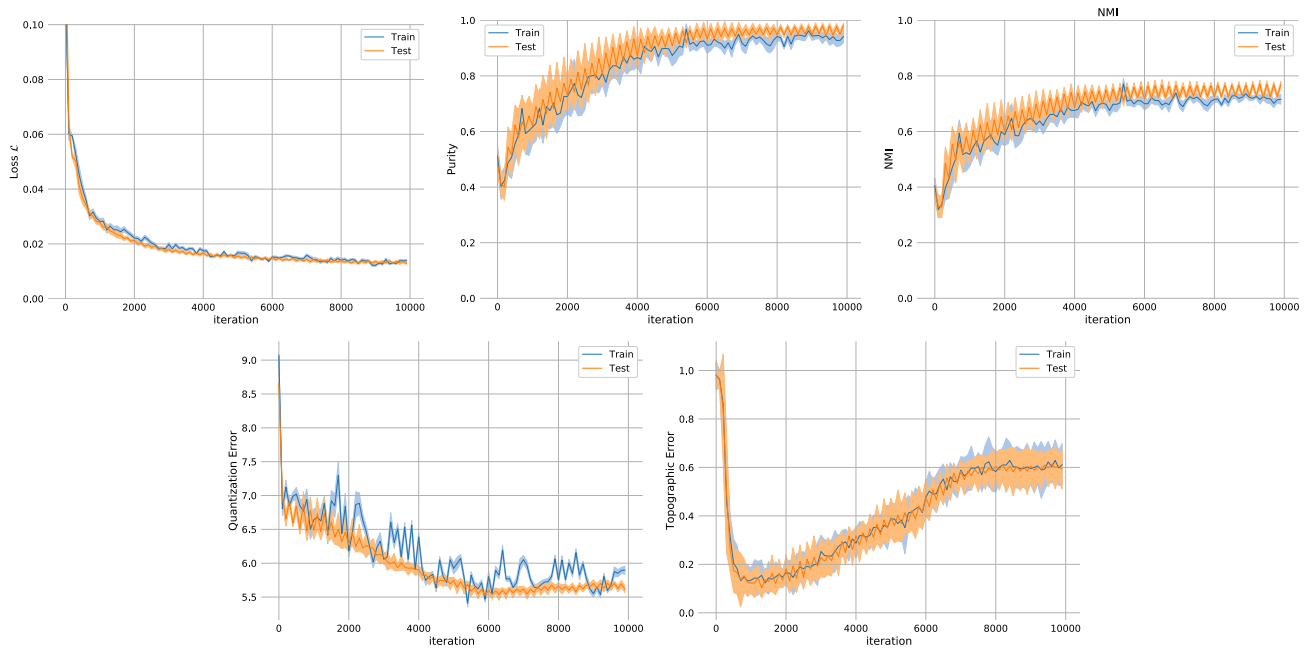 0.10
0.08
0.06
0.04
0.02
0.00
Loss ℒ
0
2000
4000
6000
8000
10000
iteration
Train
Test
1.0
0.8
0.6
0.4
0.2
0.0
Purity
0
2000
4000
6000
8000
10000
iteration
Train
Test
NMI
1.0
0.8
0.6
0.4
0.2
0.0
NMI
0
2000
4000
6000
8000
10000
iteration
Train
Test
9.0
8.5
8.0
7.5
7.0
6.5
6.0
5.5
Quantization Error
0
2000
4000
6000
8000
10000
iteration
Train
Test
1.0
0.8
0.6
0.4
0.2
0.0
Topographic Error
0
2000
4000
6000
8000
10000
iteration
Train
Test